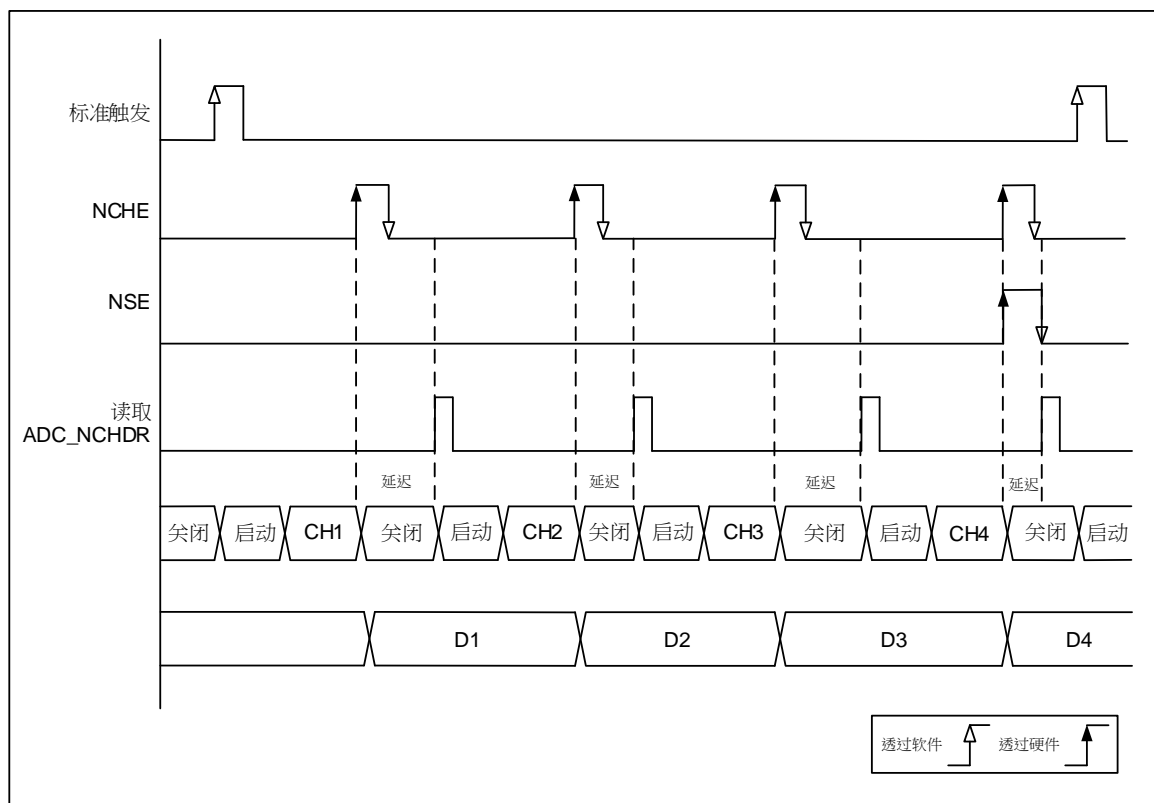 标准触发
NCHE
NSE
读取
ADC_NCHDR
延迟 延迟 延迟 延迟
关闭 启动 CH1 关闭 启动 CH2 关闭 启动 CH3 关闭 启动 CH4 关闭 启动
D1 D2 D3 D4
透过软件 透过硬件